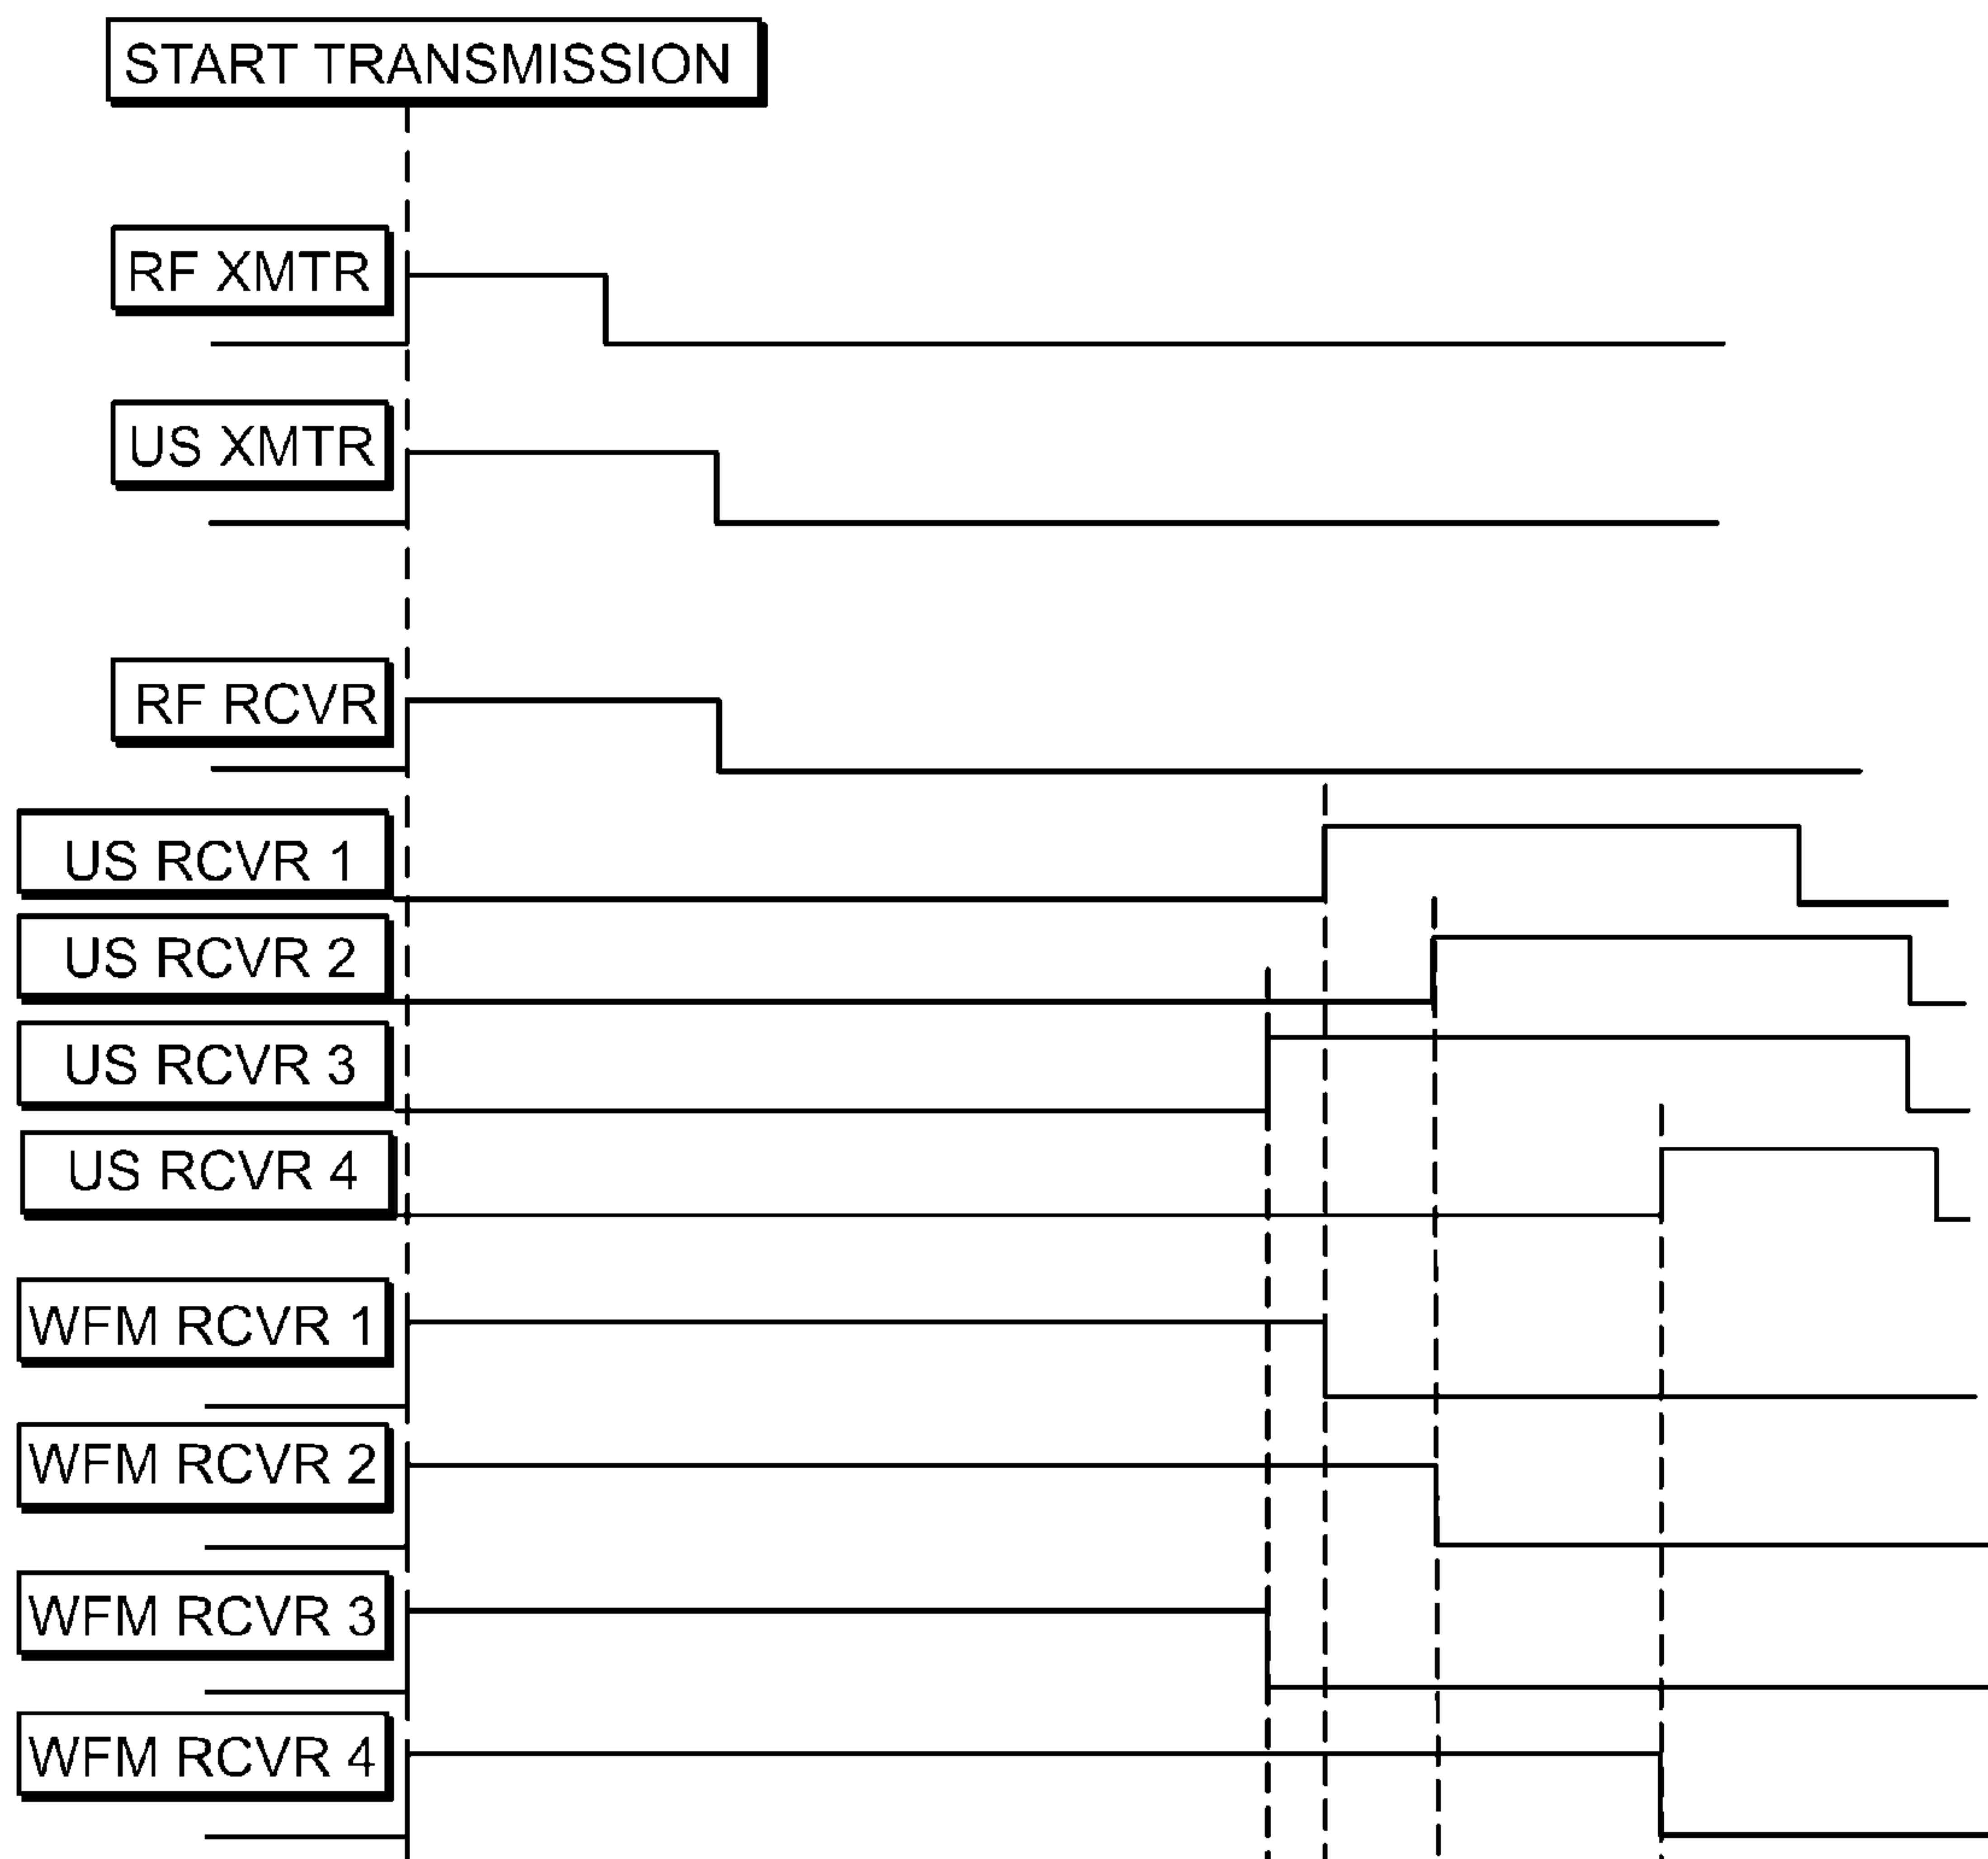 START TRANSMISSION
RF XMTR
US XMTR
RF RCVR
US RCVR 1
US RCVR 2
US RCVR 3
US RCVR 4
WFM RCVR 1
WFM RCVR 2
WFM RCVR 3
WFM RCVR 4